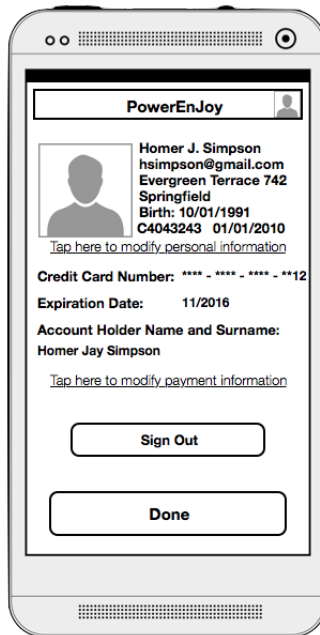 PowerEnJoy
Homer J. Simpson
hsimpson@gmail.com
Evergreen Terrace 742
Springfield
Birth: 10/01/1991
C4043243 01/01/2010
Tap here to modify personal information
Credit Card Number: **** - **** - **** - **12
Expiration Date: 11/2016
Account Holder Name and Surname:
Homer Jay Simpson
Tap here to modify payment information
Sign Out
Done